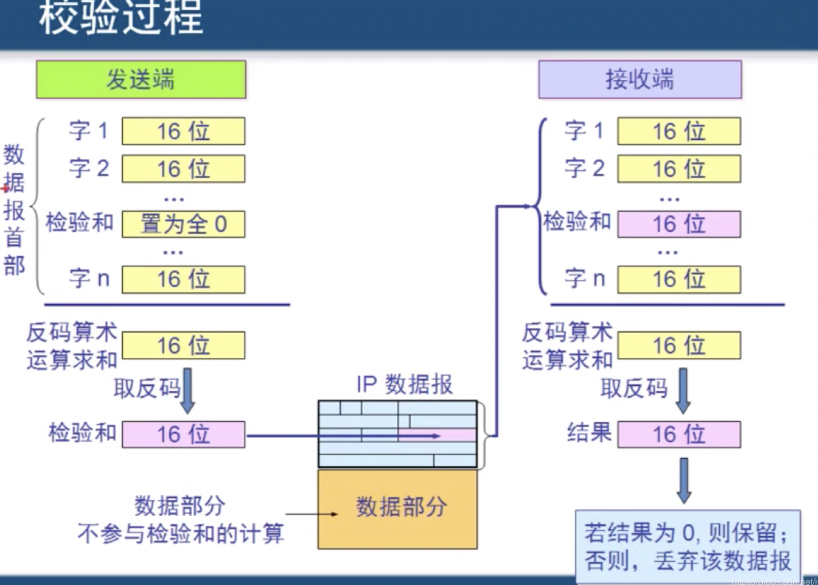 校验过程
发送端
数据报首部
字 1 16 位
字 2 16 位
...
检验和 置为全 0
...
字 n 16 位
反码算术
运算求和 16 位
取反码
检验和 16 位
数据部分
不参与检验和的计算
IP 数据报
数据部分
接收端
字 1 16 位
字 2 16 位
...
检验和 16 位
...
字 n 16 位
反码算术
运算求和 16 位
取反码
结果 16 位
若结果为 0, 则保留；
否则，丢弃该数据报